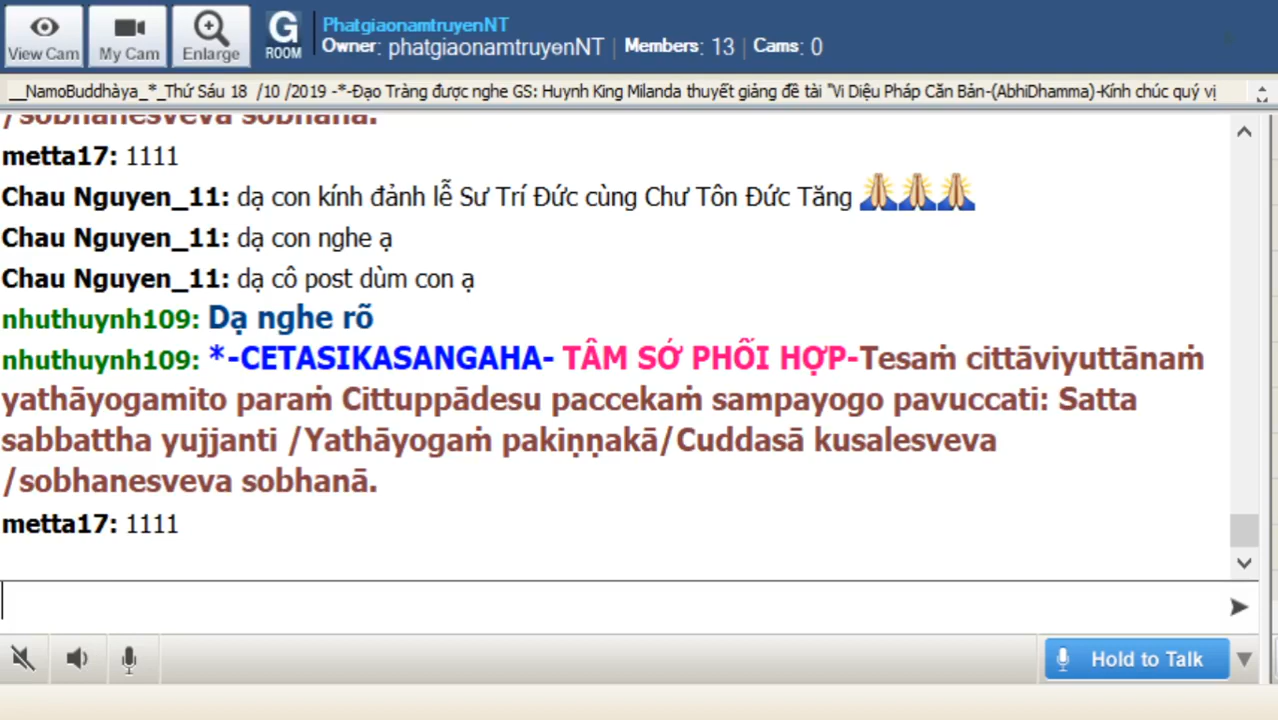 View Cam
My Cam
Enlarge
G
ROOM
PhatgiaonamtruyenNT
Owner: phatgiaonamtruyenNT | Members: 13 | Cams: 0
__NamoBuddhàya_*_Thứ Sáu 18 /10 /2019 -*-Đạo Tràng được nghe GS: Huynh King Milanda thuyết giảng đề tài "Vi Diệu Pháp Căn Bản-(AbhiDhamma)-Kính chúc quý vị
/sobhanesveva sobhanā.
metta17: 1111
Chau Nguyen_11: dạ con kính đảnh lễ Sư Trí Đức cùng Chư Tôn Đức Tăng 🙏🙏🙏
Chau Nguyen_11: dạ con nghe ạ
Chau Nguyen_11: dạ cô post dùm con ạ
nhuthuynh109: Dạ nghe rõ
nhuthuynh109: *-CETASIKASANGAHA- TÂM SỞ PHỐI HỢP-Tesaṁ cittāviyuttānaṁ
yathāyogamito paraṁ Cittuppādesu paccekaṁ sampayogo pavuccati: Satta
sabbattha yujjanti /Yathāyogaṁ pakiṇṇakā/Cuddasā kusalesveva
/sobhanesveva sobhanā.
metta17: 1111
Hold to Talk